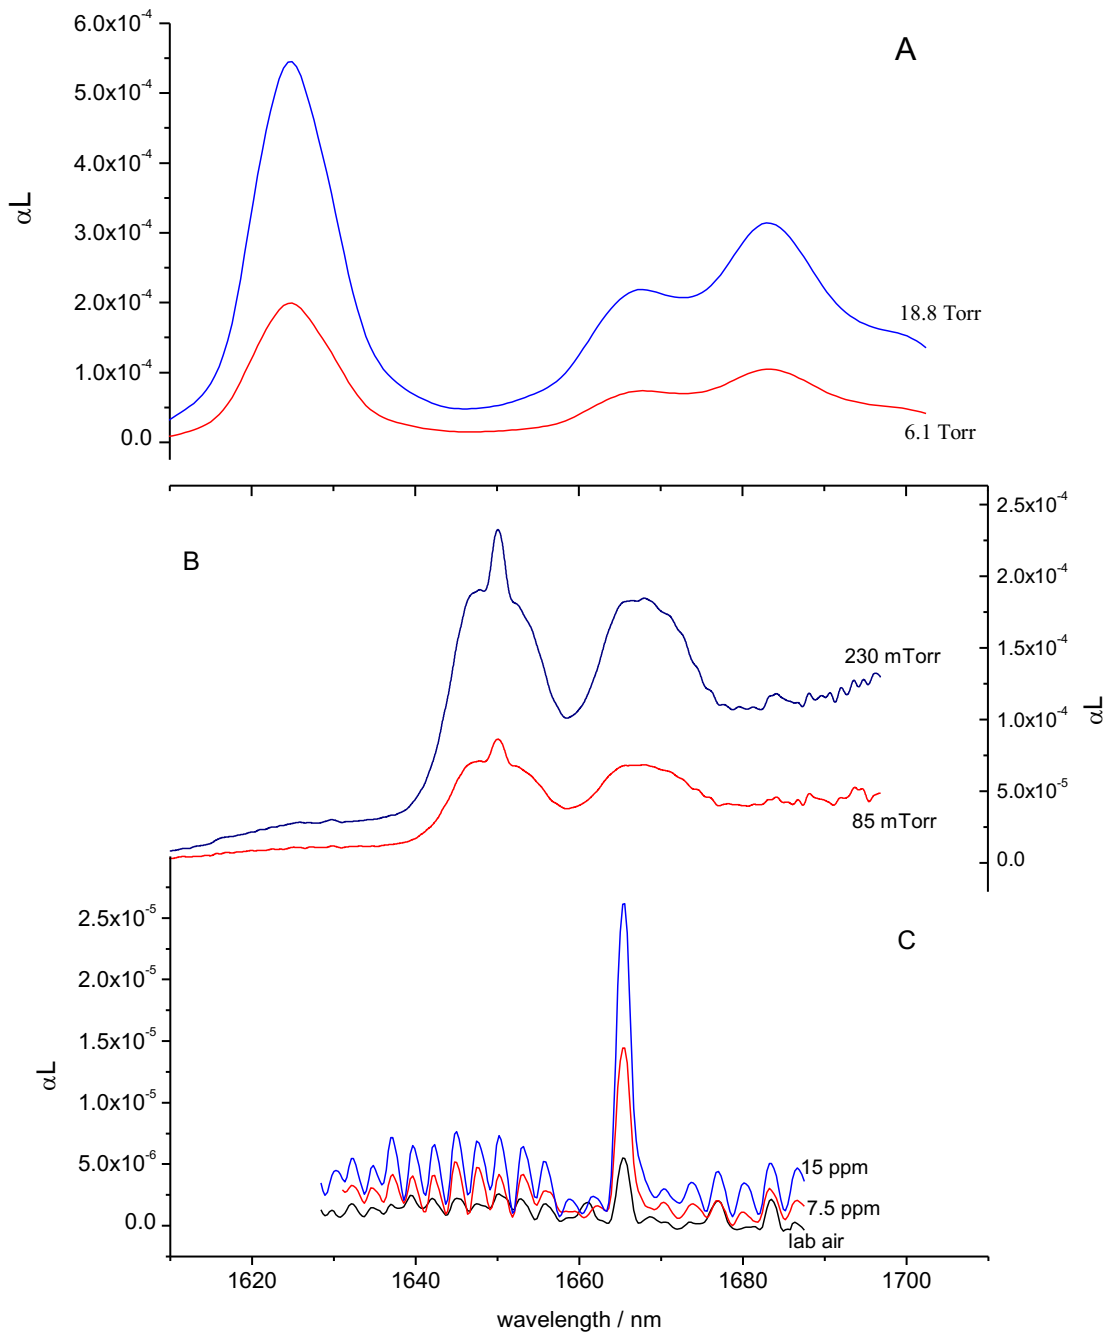 A
6.0x10⁻⁴
5.0x10⁻⁴
4.0x10⁻⁴
3.0x10⁻⁴
2.0x10⁻⁴
1.0x10⁻⁴
0.0
αL
18.8 Torr
6.1 Torr
B
2.5x10⁻⁴
2.0x10⁻⁴
1.5x10⁻⁴
1.0x10⁻⁴
5.0x10⁻⁵
0.0
αL
230 mTorr
85 mTorr
C
2.5x10⁻⁵
2.0x10⁻⁵
1.5x10⁻⁵
1.0x10⁻⁵
5.0x10⁻⁶
0.0
αL
15 ppm
7.5 ppm
lab air
1620 1640 1660 1680 1700
wavelength / nm